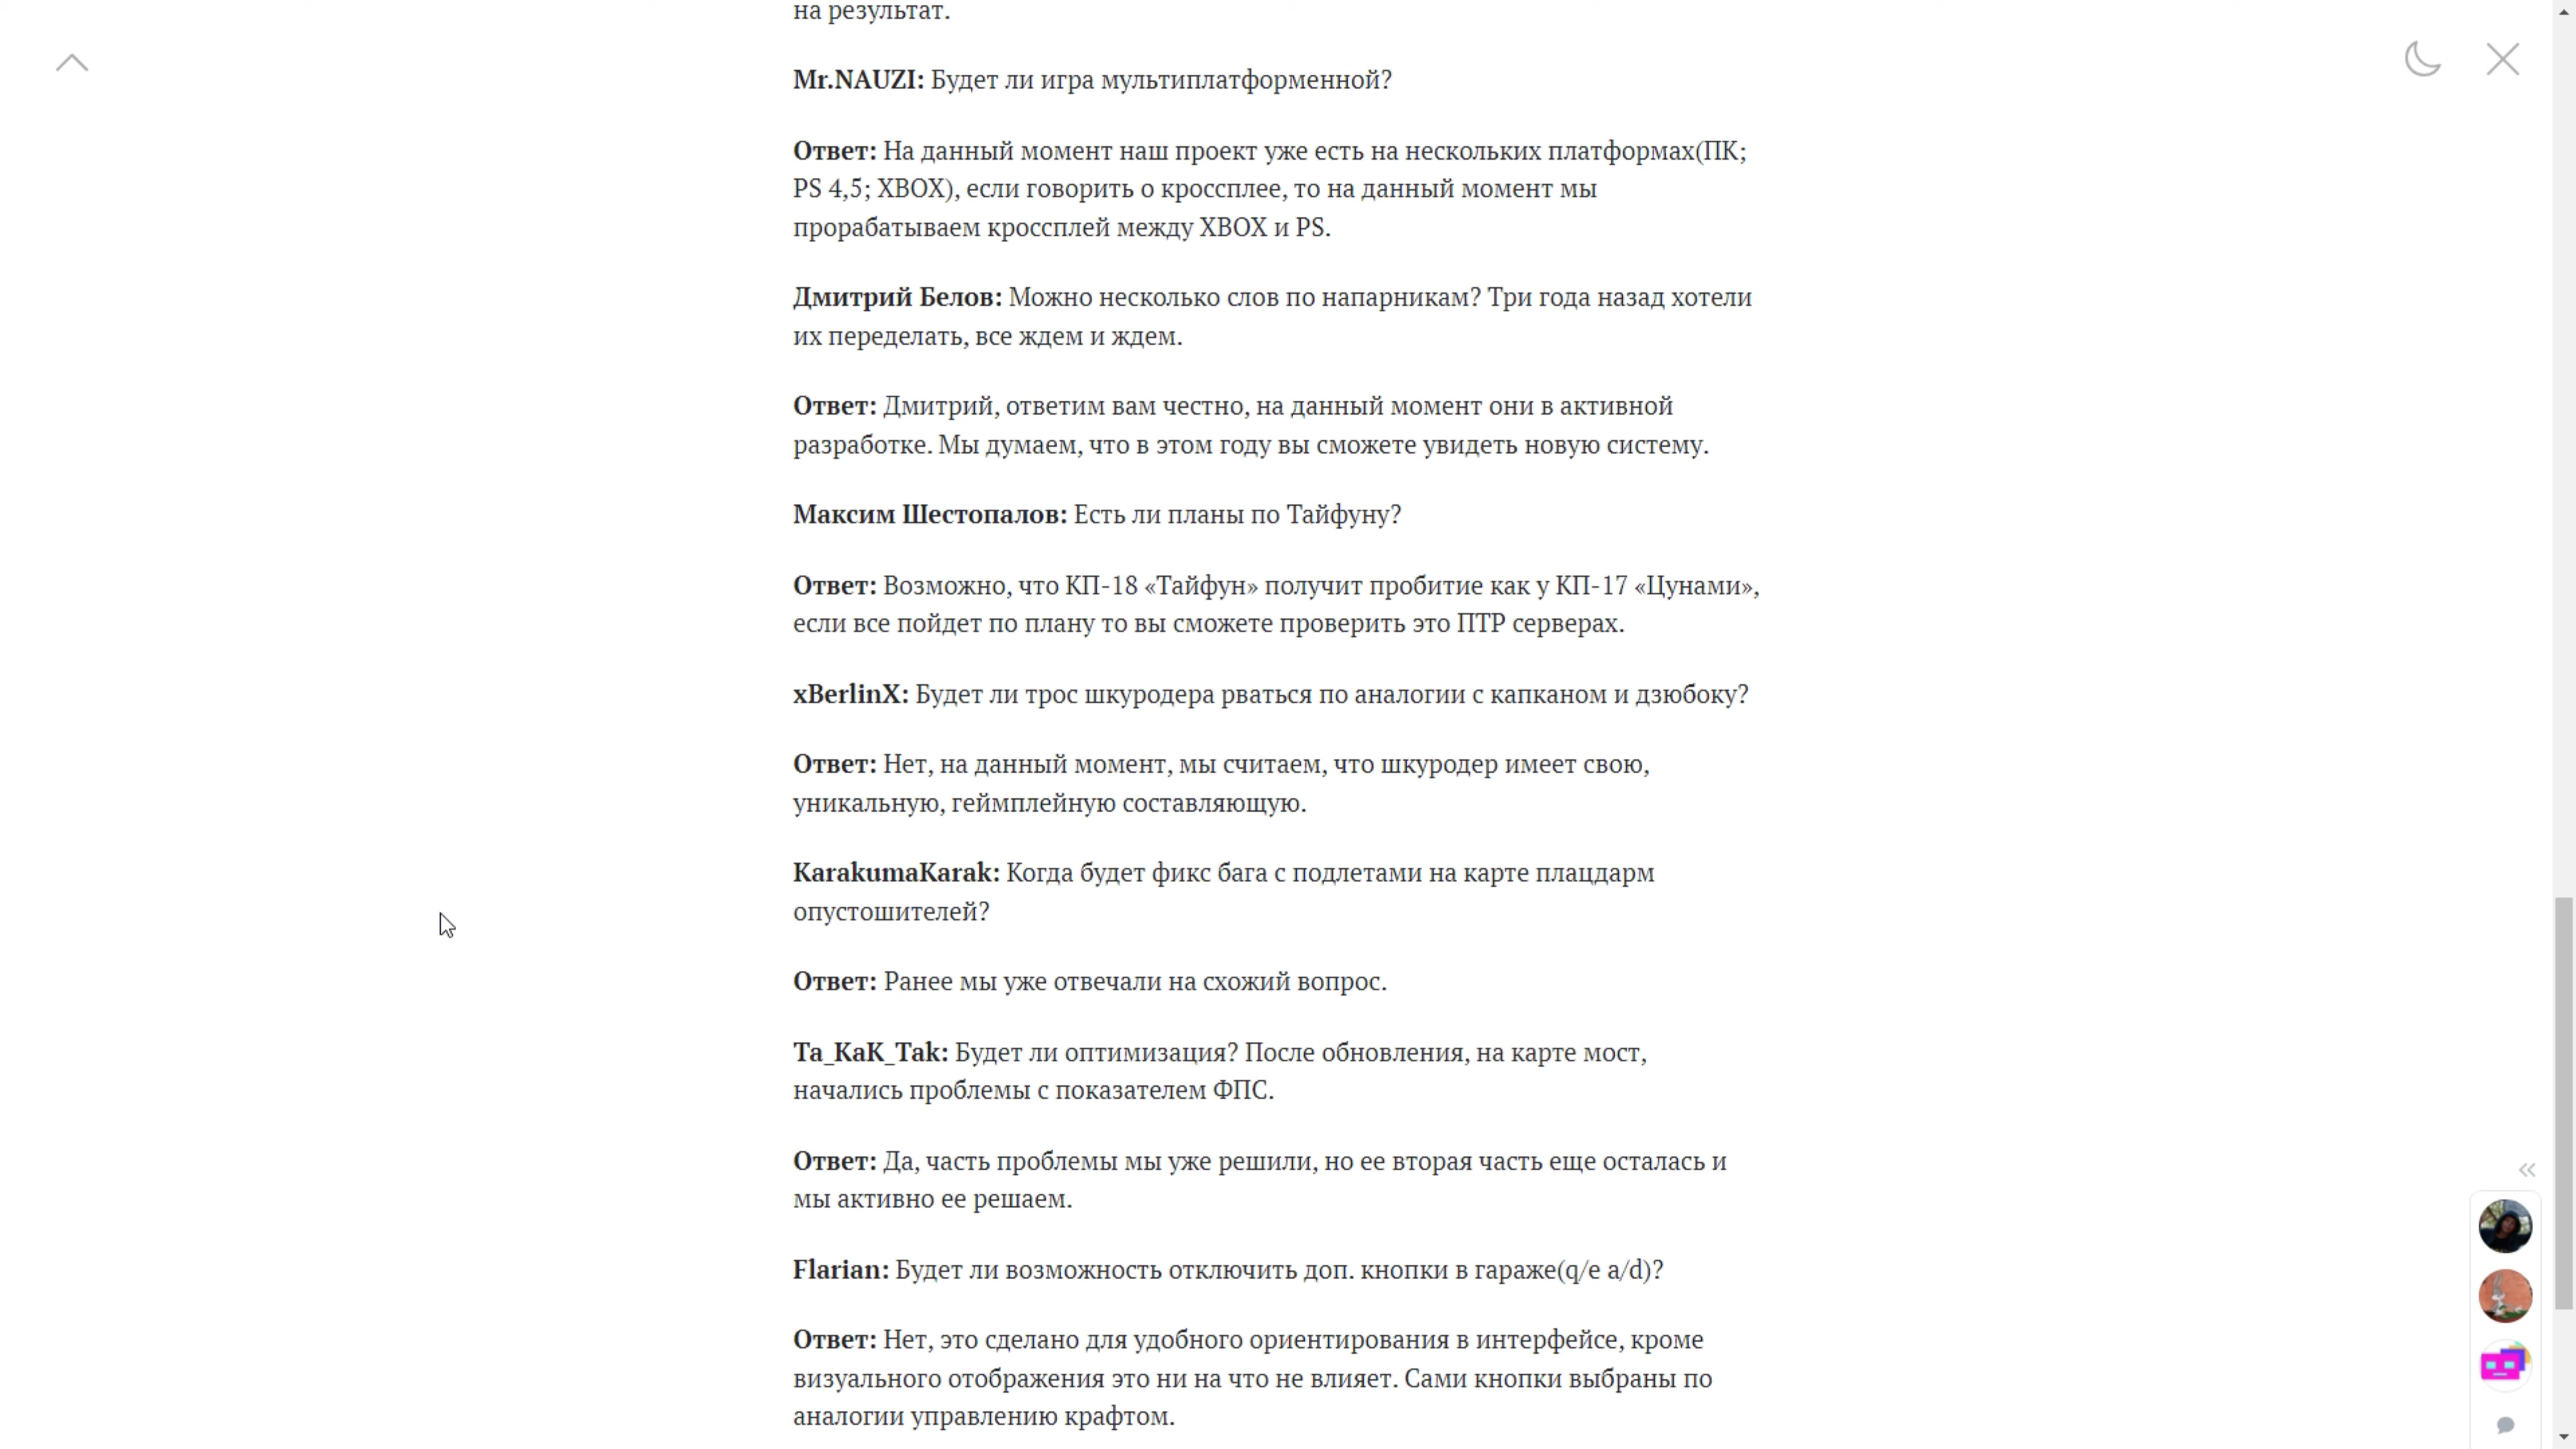 на результат.
Mr.NAUZI: Будет ли игра мультиплатформенной?
Ответ: На данный момент наш проект уже есть на нескольких платформах(ПК;
PS 4,5; XBOX), если говорить о кроссплее, то на данный момент мы
прорабатываем кроссплей между XBOX и PS.
Дмитрий Белов: Можно несколько слов по напарникам? Три года назад хотели
их переделать, все ждем и ждем.
Ответ: Дмитрий, ответим вам честно, на данный момент они в активной
разработке. Мы думаем, что в этом году вы сможете увидеть новую систему.
Максим Шестопалов: Есть ли планы по Тайфуну?
Ответ: Возможно, что КП-18 «Тайфун» получит пробитие как у КП-17 «Цунами»,
если все пойдет по плану то вы сможете проверить это ПТР серверах.
xBerlinX: Будет ли трос шкуродера рваться по аналогии с капканом и дзюбоку?
Ответ: Нет, на данный момент, мы считаем, что шкуродер имеет свою,
уникальную, геймплейную составляющую.
KarakumaKarak: Когда будет фикс бага с подлетами на карте плацдарм
опустошителей?
Ответ: Ранее мы уже отвечали на схожий вопрос.
Ta_KaK_Tak: Будет ли оптимизация? После обновления, на карте мост,
начались проблемы с показателем ФПС.
Ответ: Да, часть проблемы мы уже решили, но ее вторая часть еще осталась и
мы активно ее решаем.
Flarian: Будет ли возможность отключить доп. кнопки в гараже(q/e a/d)?
Ответ: Нет, это сделано для удобного ориентирования в интерфейсе, кроме
визуального отображения это ни на что не влияет. Сами кнопки выбраны по
аналогии управлению крафтом.